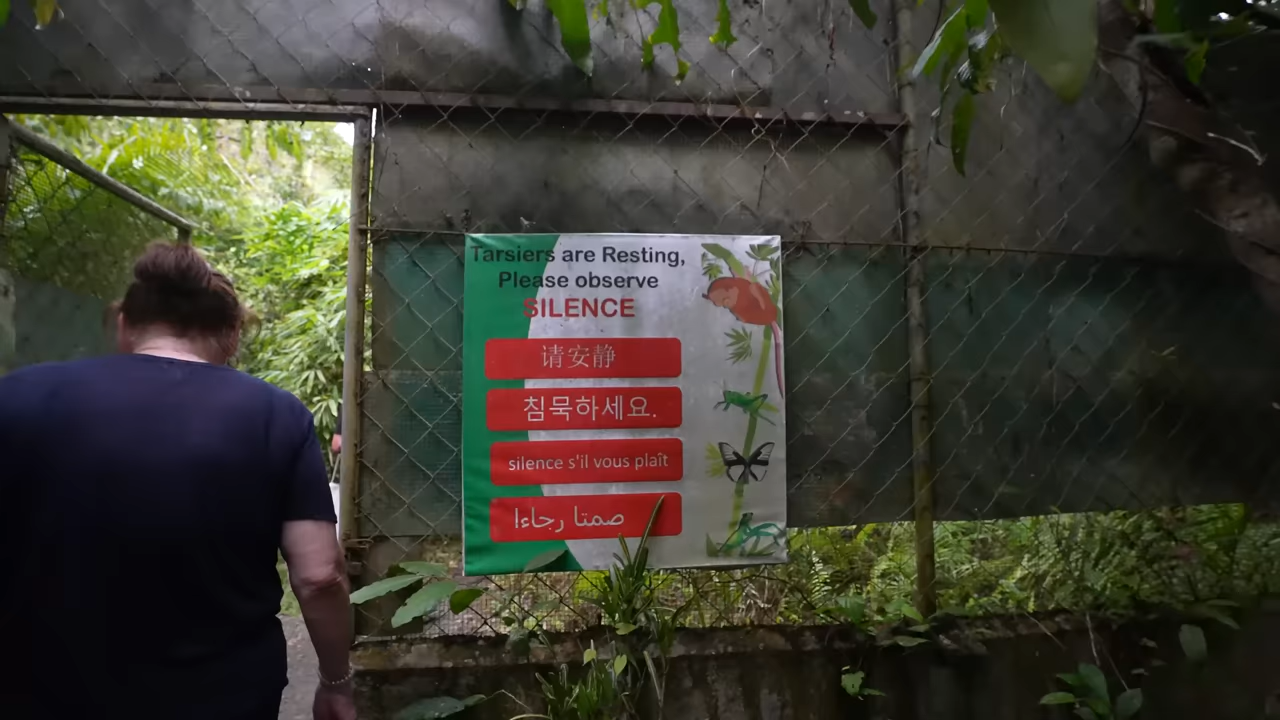 Tarsiers are Resting,
Please observe
SILENCE
请安静
침묵하세요.
silence s'il vous plaît
صمتا رجاءا